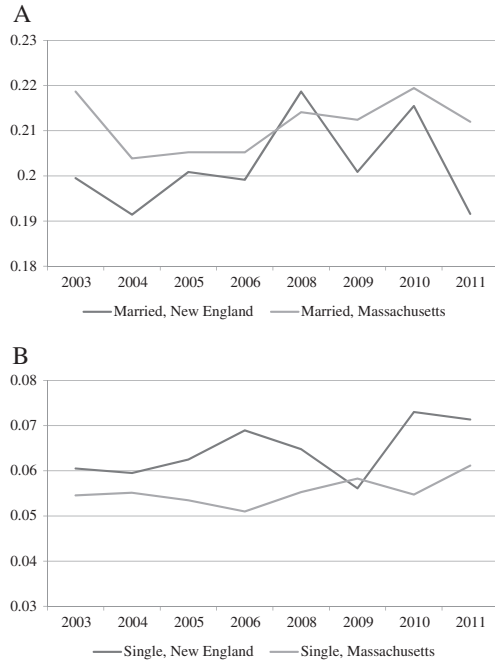 A
0.23
0.22
0.21
0.2
0.19
0.18
2003 2004 2005 2006 2008 2009 2010 2011
Married, New England Married, Massachusetts
B
0.08
0.07
0.06
0.05
0.04
0.03
2003 2004 2005 2006 2008 2009 2010 2011
Single, New England Single, Massachusetts